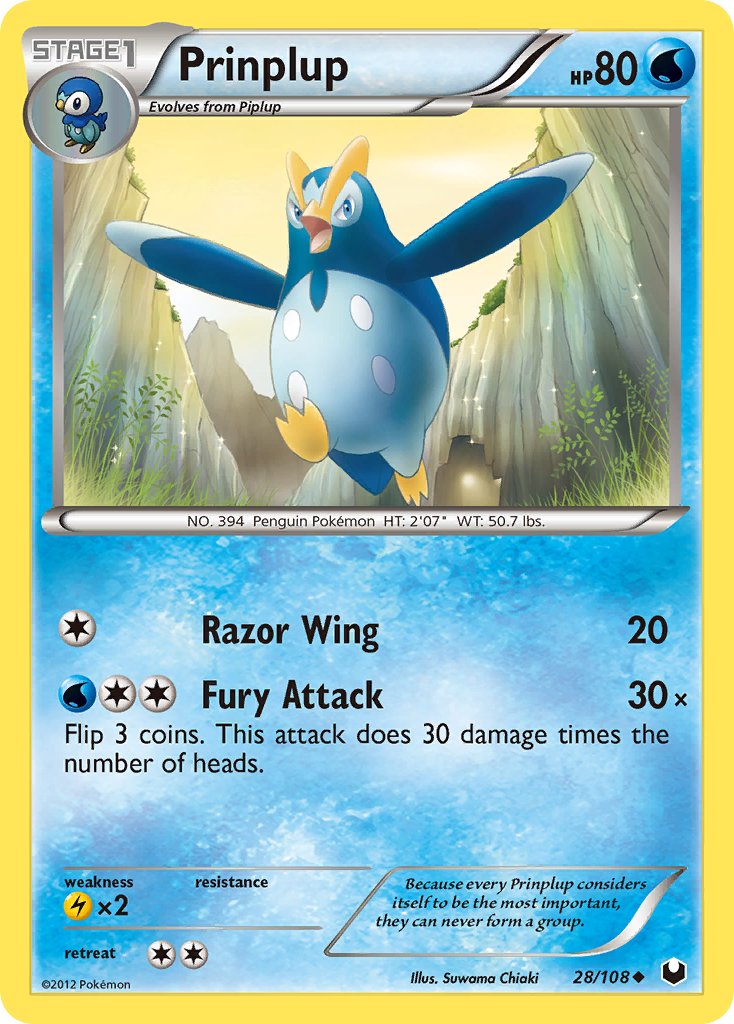 STAGE1
Prinplup
HP80
Evolves from Piplup
NO. 394 Penguin Pokémon HT: 2'07" WT: 50.7 lbs.
Razor Wing 20
Fury Attack 30×
Flip 3 coins. This attack does 30 damage times the
number of heads.
weakness resistance
×2
retreat
Because every Prinplup considers
itself to be the most important,
they can never form a group.
©2012 Pokémon
Illus. Suwama Chiaki
28/108